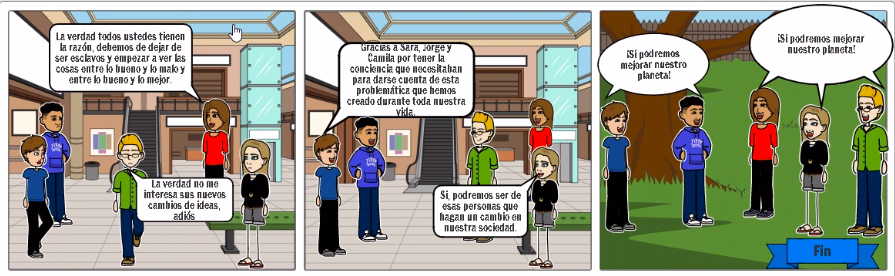 La verdad todos ustedes tienen
la razón, debemos de dejar de
ser esclavos y empezar a ver las
cosas entre lo bueno y lo malo y
entre lo bueno y lo mejor.
La verdad no me
interesa sus nuevos
cambios de ideas,
adiós
Gracias a Sara, Jorge y
Camila por tener la
conciencia que necesitaban
para darse cuenta de esta
problemática que hemos
creado durante toda nuestra
vida.
Si, podremos ser de
esas personas que
hagan un cambio en
nuestra sociedad.
¡Si podremos
mejorar nuestro
planeta!
¡Si podremos mejorar
nuestro planeta!
Fin